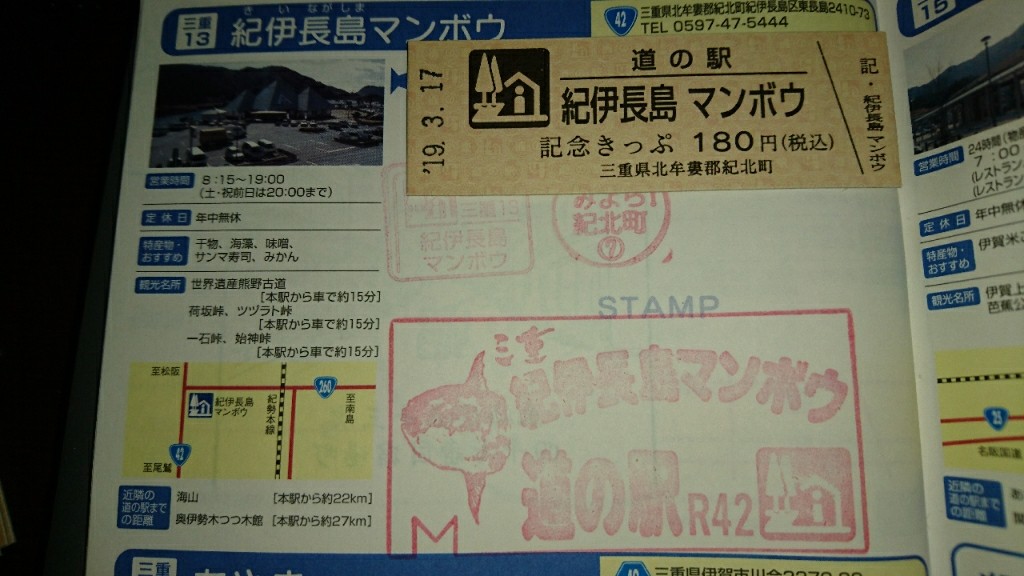 三重
13
きいながしま
紀伊長島マンボウ
42
三重県北牟婁郡紀北町紀伊長島区東長島2410-73
TEL 0597-47-5444
営業時間 8:15~19:00
(土・祝前日は20:00まで)
定休日 年中無休
特産物・おすすめ 干物、海藻、味噌、
サンマ寿司、みかん
観光名所 世界遺産熊野古道
[本駅から車で約15分]
荷坂峠、ツヅラト峠
[本駅から車で約15分]
一石峠、始神峠
[本駅から車で約15分]
至松阪
260
紀伊長島
マンボウ
紀勢本線
至南島
42
至尾鷲
近隣の
道の駅まで
の距離
海山 [本駅から約22km]
奥伊勢木つつ木館 [本駅から約27km]
'19. 3. 17
道の駅
紀伊長島 マンボウ
記念きっぷ 180円(税込)
三重県北牟婁郡紀北町
記・紀伊長島マンボウ
三重13
紀伊長島
マンボウ
紀北町
7
STAMP
三重
紀伊長島マンボウ
道の駅 R42
M
15
24時間
営業時間
7:00
(レストラン
(レストラン
定休日 年中無休
特産物・
おすすめ
伊賀米
観光名所 伊賀上
芭蕉
25
名阪国道
近隣の
道の駅まで
の距離
三重